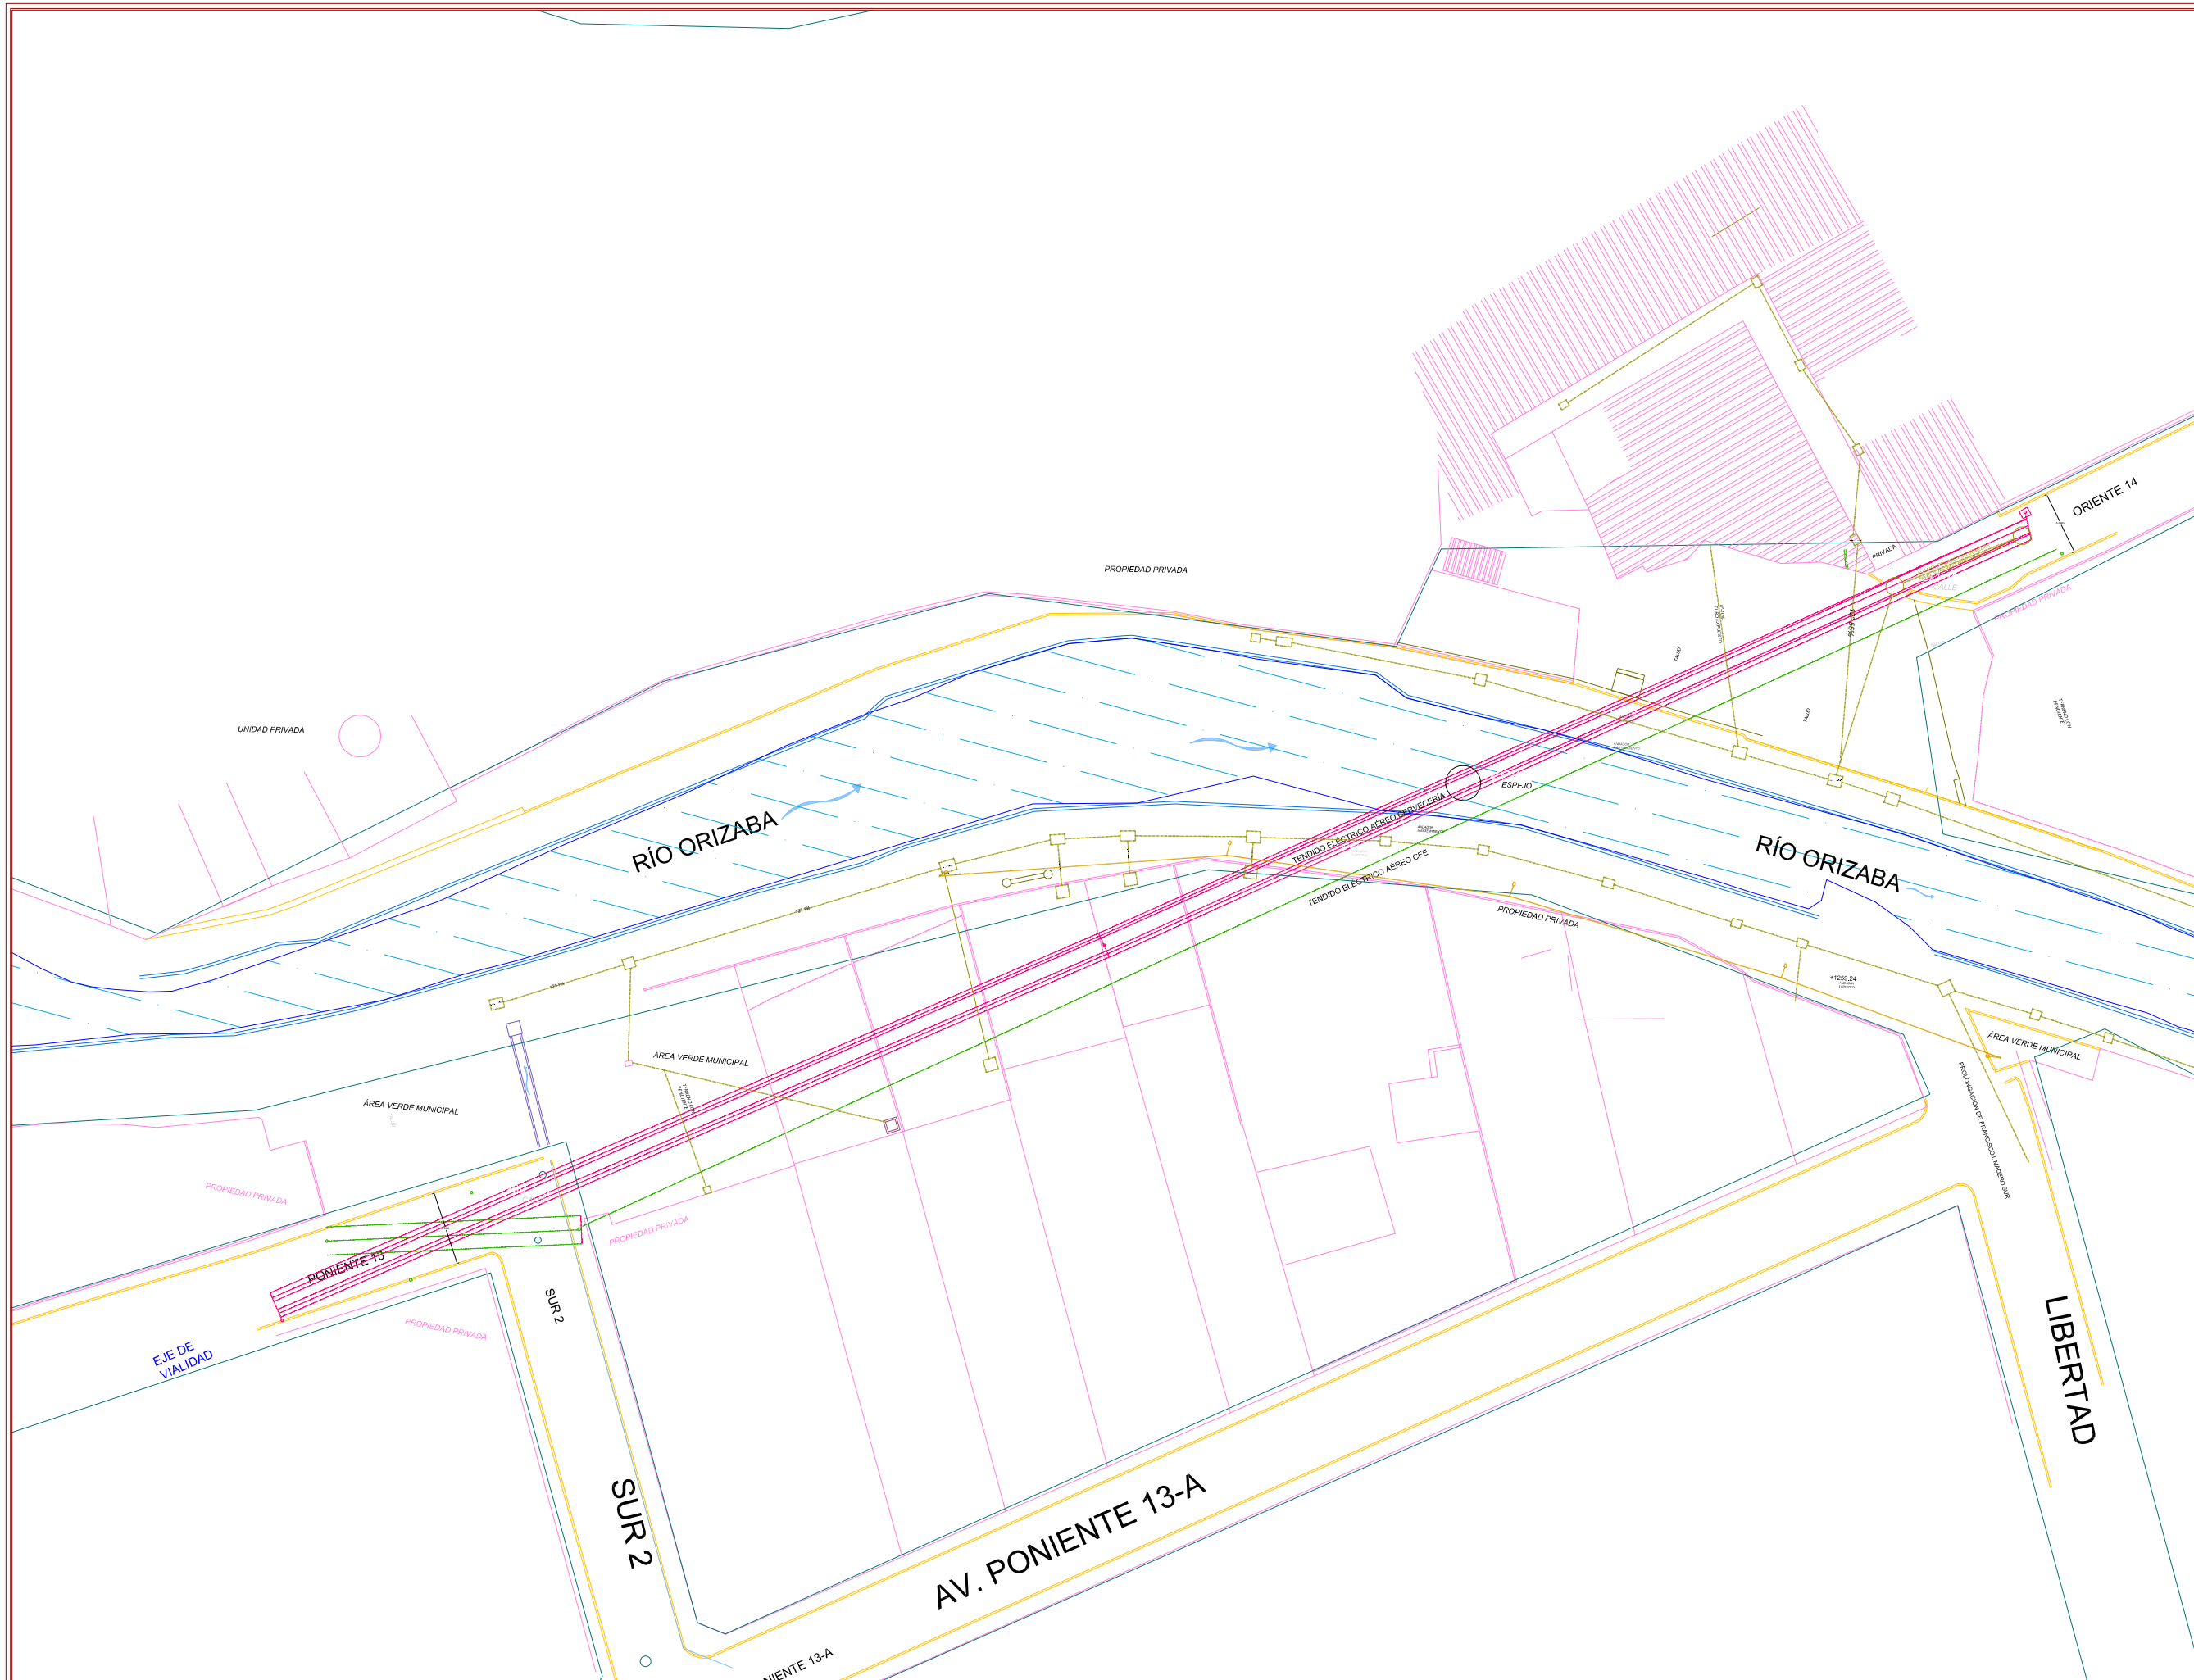 PROPIEDAD PRIVADA
UNIDAD PRIVADA
ORIENTE 14
PRIVADA
CALLE
PROPIEDAD PRIVADA
TALUD
TALUD
RÍO ORIZABA
ESPEJO
TENDIDO ELÉCTRICO AÉREO CERVECERÍA
TENDIDO ELÉCTRICO AÉREO CFE
RÍO ORIZABA
PROPIEDAD PRIVADA
+1259,24
ÁREA VERDE MUNICIPAL
ÁREA VERDE MUNICIPAL
ÁREA VERDE MUNICIPAL
PROLONGACIÓN DE FRANCISCO I. MADERO SUR
PROPIEDAD PRIVADA
PROPIEDAD PRIVADA
PONIENTE 13
SUR 2
PROPIEDAD PRIVADA
EJE DE
VIALIDAD
LIBERTAD
SUR 2
AV. PONIENTE 13-A
NIENTE 13-A